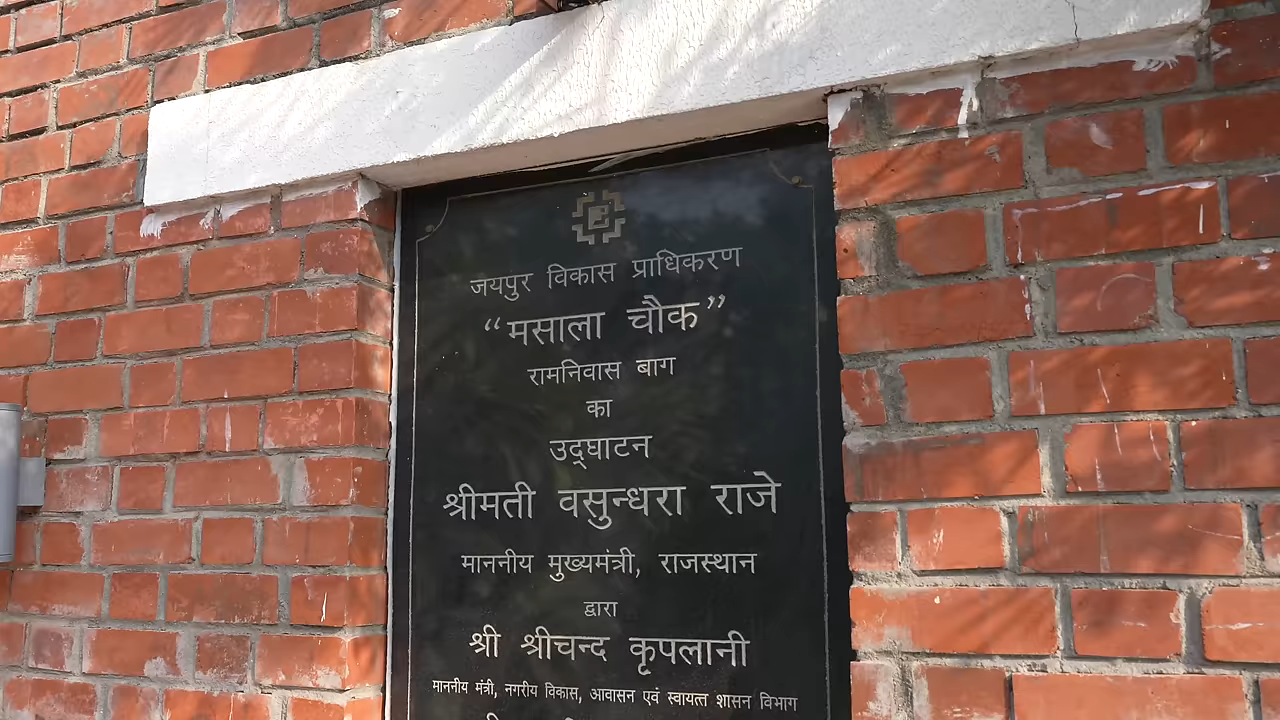 जयपुर विकास प्राधिकरण
“मसाला चौक”
रामनिवास बाग
का
उद्‌घाटन
श्रीमती वसुन्धरा राजे
माननीय मुख्यमंत्री, राजस्थान
द्वारा
श्री श्रीचन्द कृपलानी
माननीय मंत्री, नगरीय विकास, आवासन एवं स्वायत्त शासन विभाग